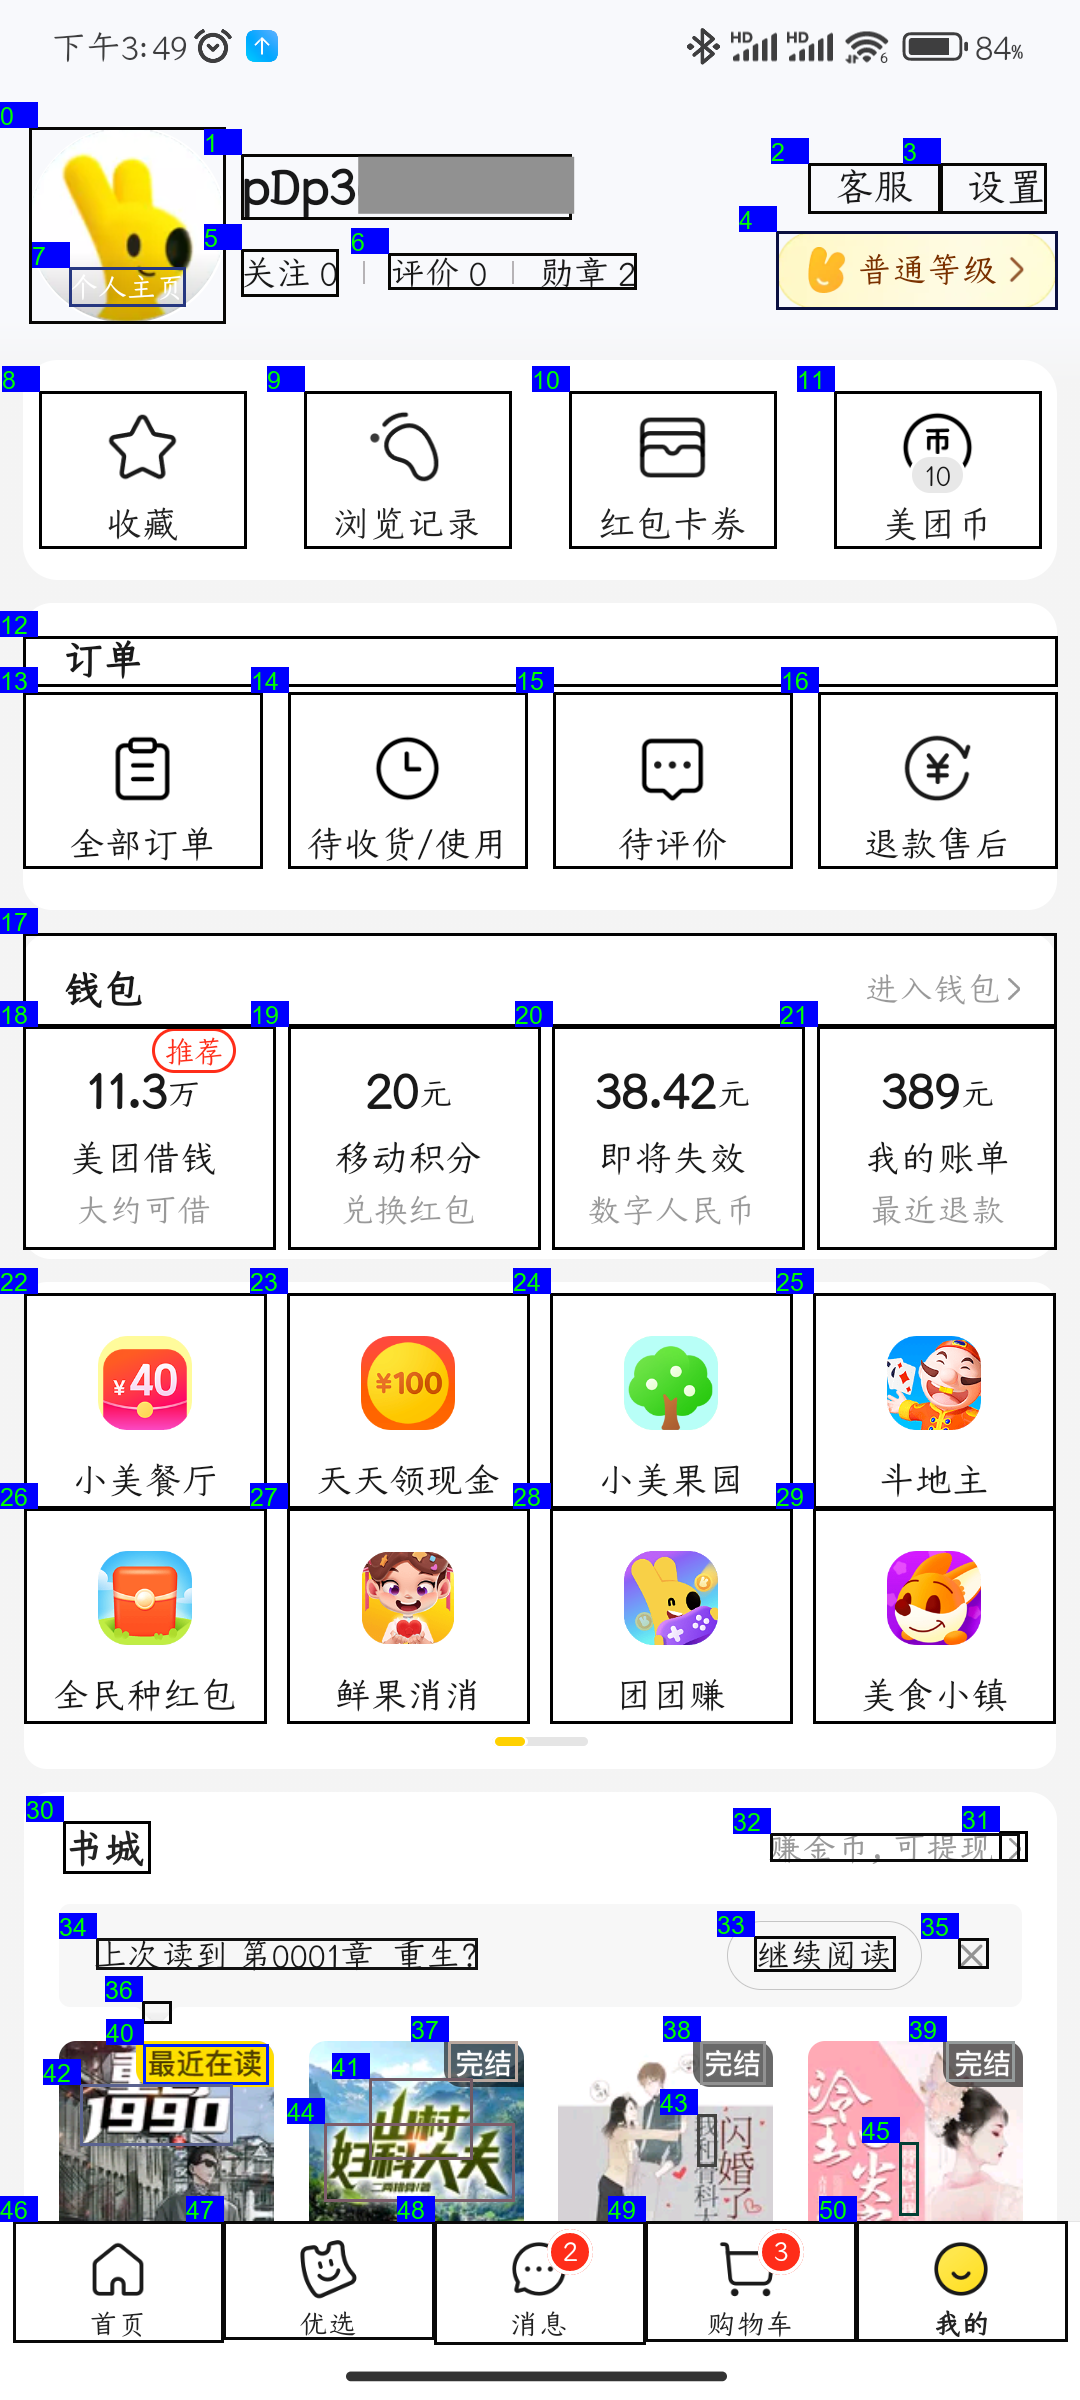 下午3:49 HD HD 6 84%
0
1
2
3
pDp3
客服 设置
4
5
6
7
关注 0 评价 0 勋章 2
普通等级
个人主页
8
9
10
11
币
10
收藏 浏览记录 红包卡券 美团币
12
订单
13
14
15
16
¥
全部订单 待收货/使用 待评价 退款售后
17
钱包 进入钱包
18
19
20
21
推荐
11.3万 20元 38.42元 389元
美团借钱 移动积分 即将失效 我的账单
大约可借 兑换红包 数字人民币 最近退款
22
23
24
25
¥40 ¥100
小美餐厅 天天领现金 小美果园 斗地主
26
27
28
29
全民种红包 鲜果消消 团团赚 美食小镇
30
31
32
书城 赚金币，可提现
33
34
35
上次读到 第0001章 重生? 继续阅读
36
37
38
39
40
最近在读 完结 完结 完结
41
42
43
44
45
1990
山村
妇科大夫
闪婚了
46
47
48
49
50
2 3
首页 优选 消息 购物车 我的